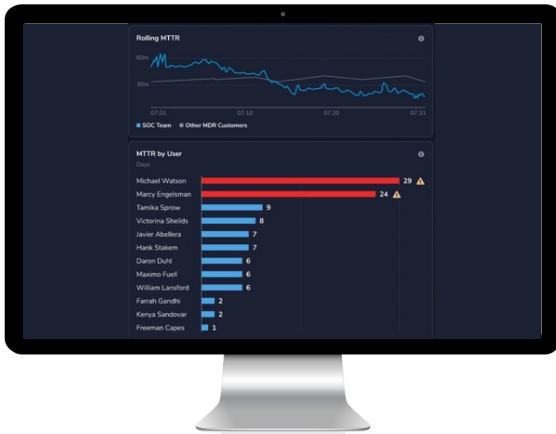 Rolling MTTR
60m
30m
07.01 07.10 07.20 07.31
SOC Team Other MDR Customers
MTTR by User
Days
Michael Watson 29
Marcy Engelsman 24
Tamika Sprow 9
Victorina Sheilds 8
Javier Abellera 7
Hank Stakem 7
Daron Duhl 6
Maximo Fuell 6
William Lansford 6
Farrah Gandhi 2
Kenya Sandovar 2
Freeman Capes 1